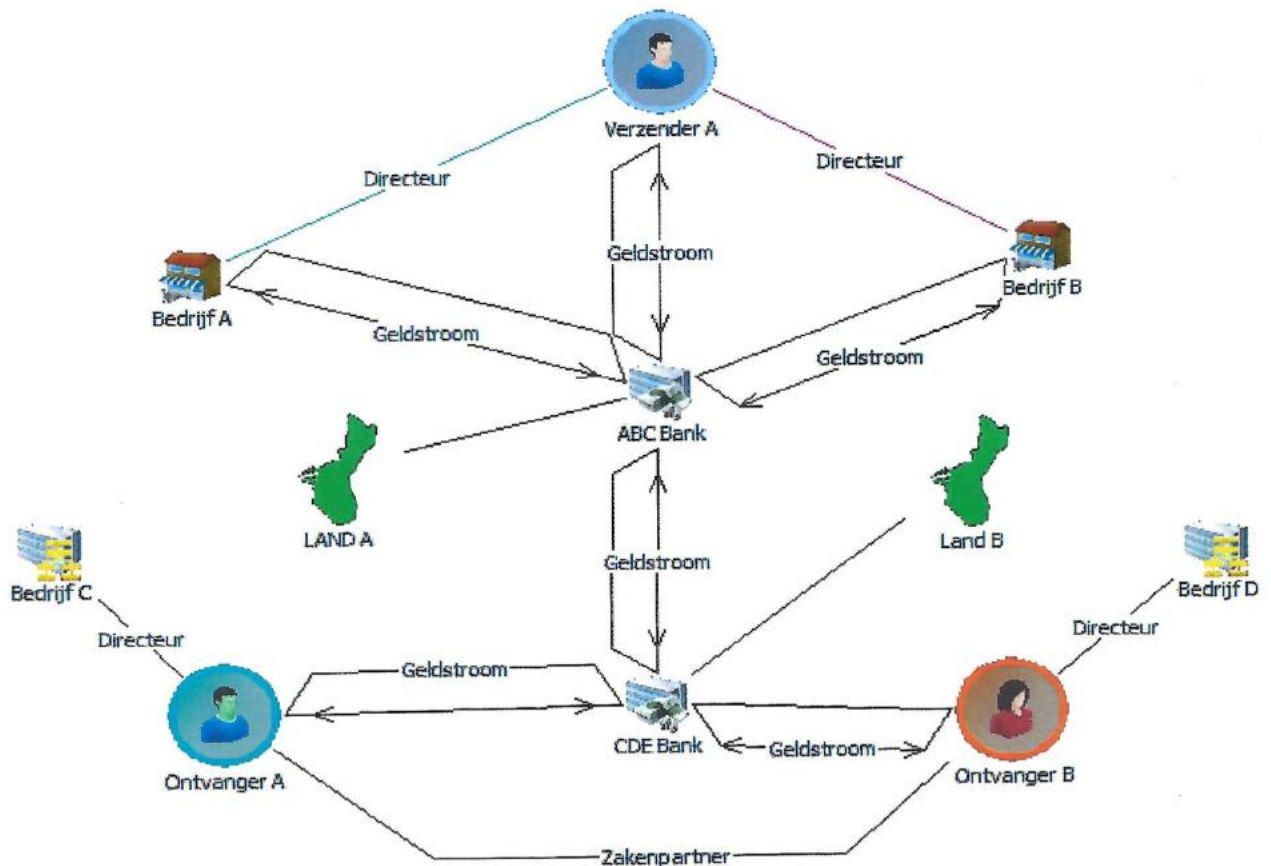 Verzender A
Directeur
Directeur
Geldstroom
Bedrijf A
Bedrijf B
Geldstroom
Geldstroom
ABC Bank
LAND A
Land B
Geldstroom
Bedrijf C
Bedrijf D
Directeur
Directeur
Geldstroom
CDE Bank
Geldstroom
Ontvanger A
Ontvanger B
Zakenpartner